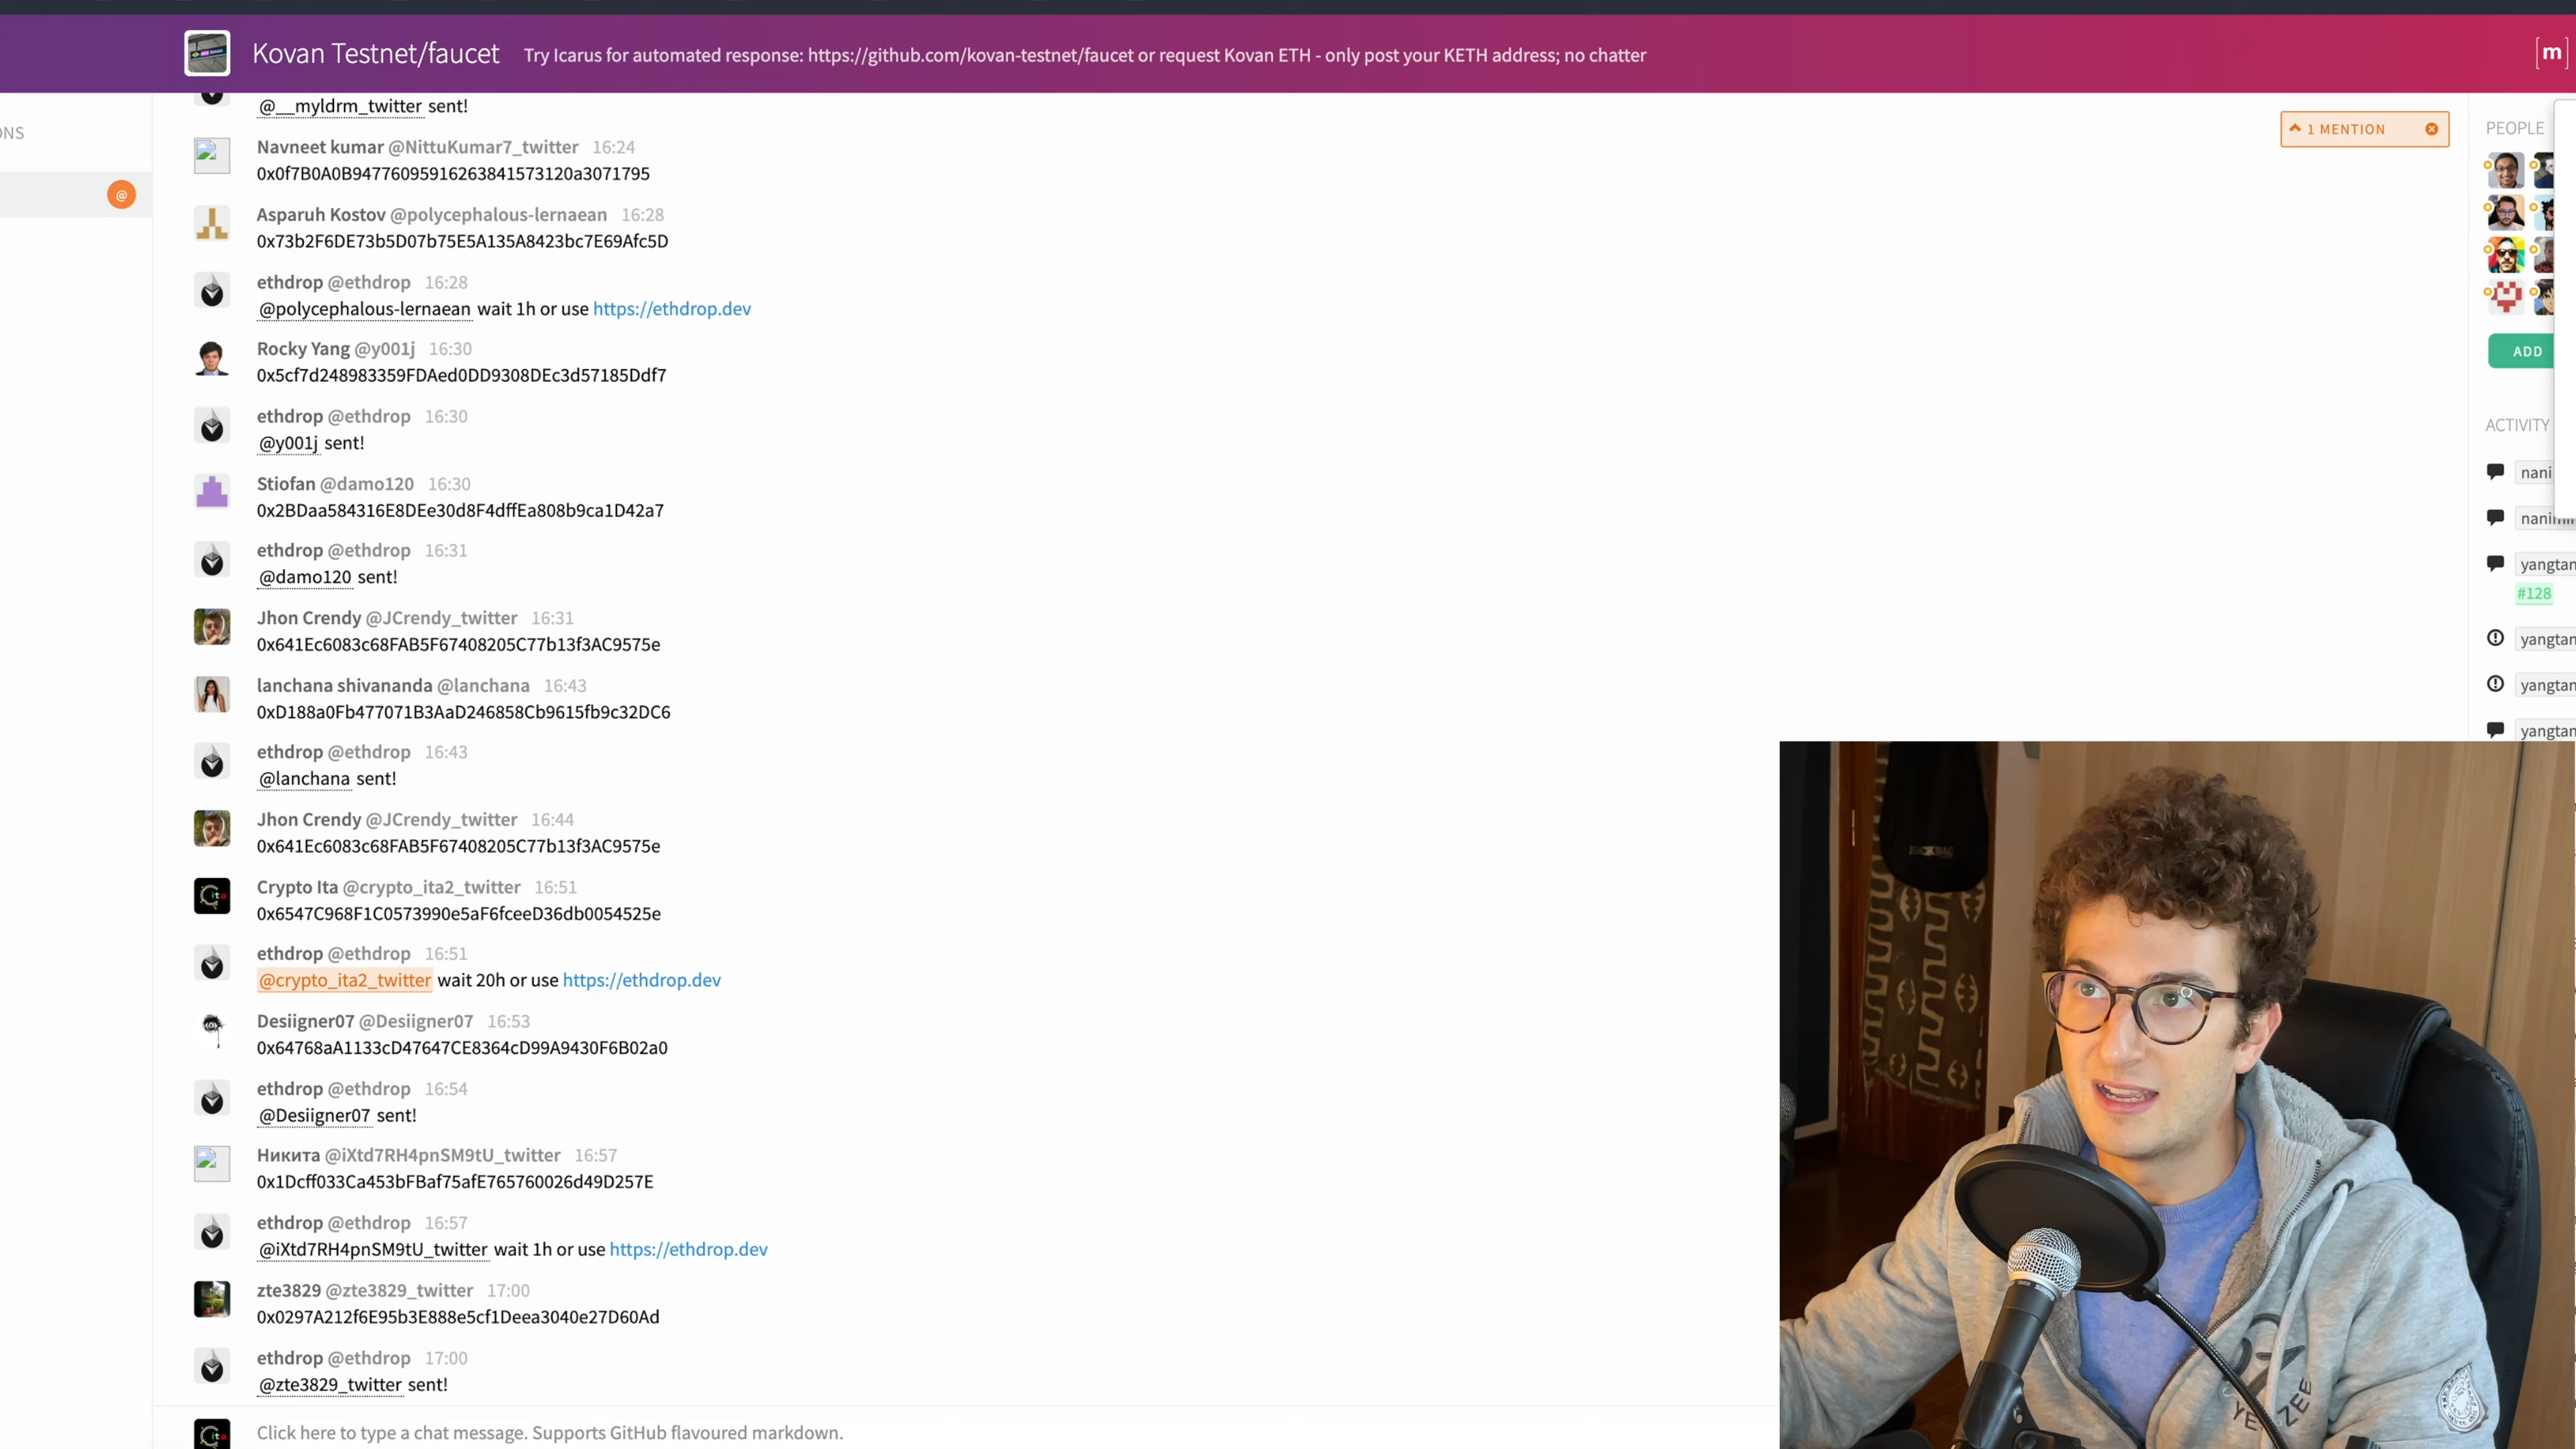 Kovan Testnet/faucet Try Icarus for automated response: https://github.com/kovan-testnet/faucet or request Kovan ETH - only post your KETH address; no chatter
[m]
ONS
@
@__myldrm_twitter sent!
1 MENTION
Navneet kumar @NittuKumar7_twitter 16:24
0x0f7B0A0B94776095916263841573120a3071795
Asparuh Kostov @polycephalous-lernaean 16:28
0x73b2F6DE73b5D07b75E5A135A8423bc7E69Afc5D
ethdrop @ethdrop 16:28
@polycephalous-lernaean wait 1h or use https://ethdrop.dev
Rocky Yang @y001j 16:30
0x5cf7d248983359FDAed0DD9308DEc3d57185Ddf7
ethdrop @ethdrop 16:30
@y001j sent!
Stiofan @damo120 16:30
0x2BDaa584316E8DEe30d8F4dffEa808b9ca1D42a7
ethdrop @ethdrop 16:31
@damo120 sent!
Jhon Crendy @JCrendy_twitter 16:31
0x641Ec6083c68FAB5F67408205C77b13f3AC9575e
lanchana shivananda @lanchana 16:43
0xD188a0Fb477071B3AaD246858Cb9615fb9c32DC6
ethdrop @ethdrop 16:43
@lanchana sent!
Jhon Crendy @JCrendy_twitter 16:44
0x641Ec6083c68FAB5F67408205C77b13f3AC9575e
Crypto Ita @crypto_ita2_twitter 16:51
0x6547C968F1C0573990e5aF6fceeD36db0054525e
ethdrop @ethdrop 16:51
@crypto_ita2_twitter wait 20h or use https://ethdrop.dev
Desiigner07 @Desiigner07 16:53
0x64768aA1133cD47647CE8364cD99A9430F6B02a0
ethdrop @ethdrop 16:54
@Desiigner07 sent!
Никита @iXtd7RH4pnSM9tU_twitter 16:57
0x1Dcff033Ca453bFBaf75afE765760026d49D257E
ethdrop @ethdrop 16:57
@iXtd7RH4pnSM9tU_twitter wait 1h or use https://ethdrop.dev
zte3829 @zte3829_twitter 17:00
0x0297A212f6E95b3E888e5cf1Deea3040e27D60Ad
ethdrop @ethdrop 17:00
@zte3829_twitter sent!
Click here to type a chat message. Supports GitHub flavoured markdown.
PEOPLE
ADD
ACTIVITY
nani
yangtan
#128
yangtan
yangtan
yangtan